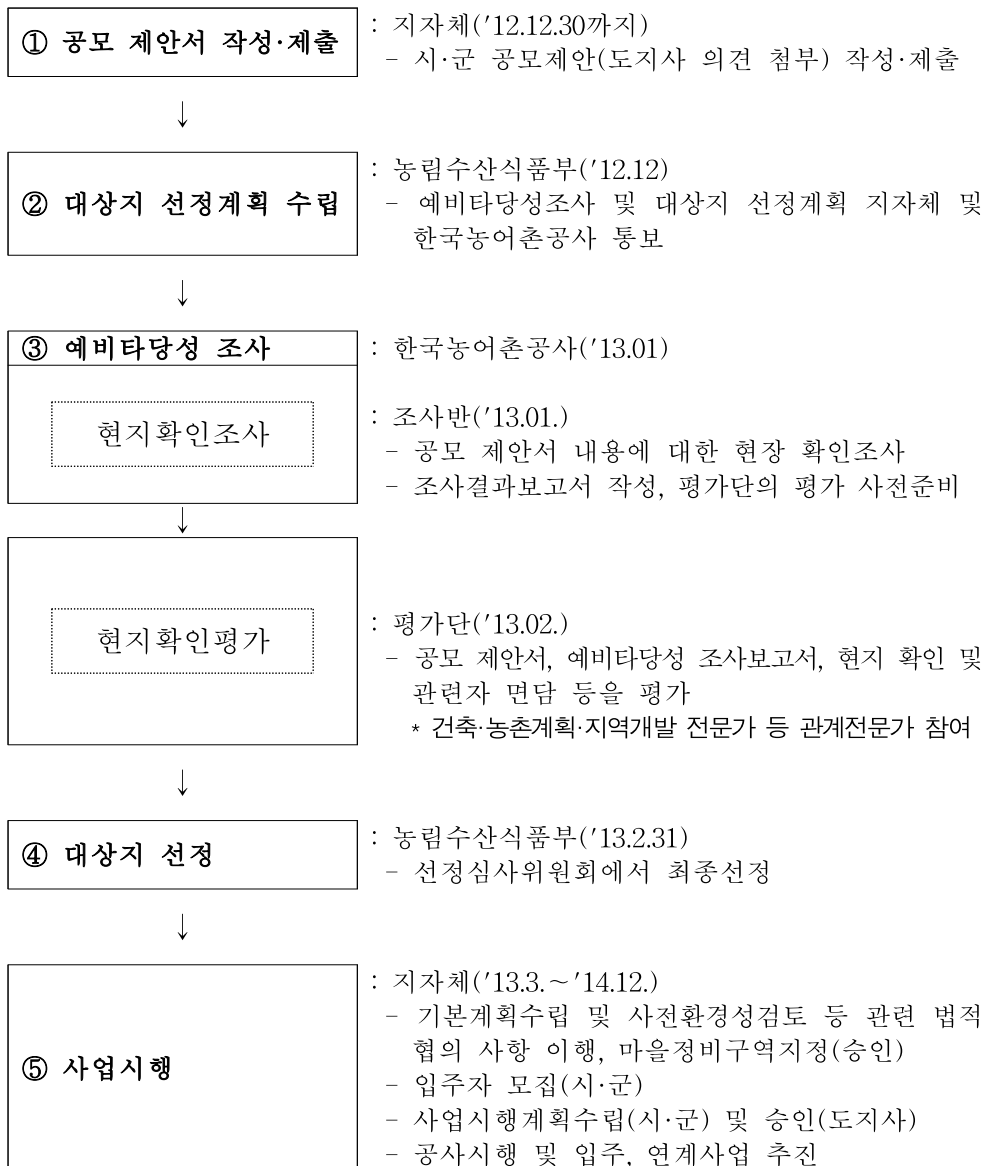 ① 공모 제안서 작성·제출
: 지자체('12.12.30까지)
- 시·군 공모제안(도지사 의견 첨부) 작성·제출
↓
② 대상지 선정계획 수립
: 농림수산식품부('12.12)
- 예비타당성조사 및 대상지 선정계획 지자체 및
한국농어촌공사 통보
↓
③ 예비타당성 조사
: 한국농어촌공사('13.01)
현지확인조사
: 조사반('13.01.)
- 공모 제안서 내용에 대한 현장 확인조사
- 조사결과보고서 작성, 평가단의 평가 사전준비
↓
현지확인평가
: 평가단('13.02.)
- 공모 제안서, 예비타당성 조사보고서, 현지 확인 및
관련자 면담 등을 평가
* 건축·농촌계획·지역개발 전문가 등 관계전문가 참여
↓
④ 대상지 선정
: 농림수산식품부('13.2.31)
- 선정심사위원회에서 최종선정
↓
⑤ 사업시행
: 지자체('13.3.~'14.12.)
- 기본계획수립 및 사전환경성검토 등 관련 법적
협의 사항 이행, 마을정비구역지정(승인)
- 입주자 모집(시·군)
- 사업시행계획수립(시·군) 및 승인(도지사)
- 공사시행 및 입주, 연계사업 추진